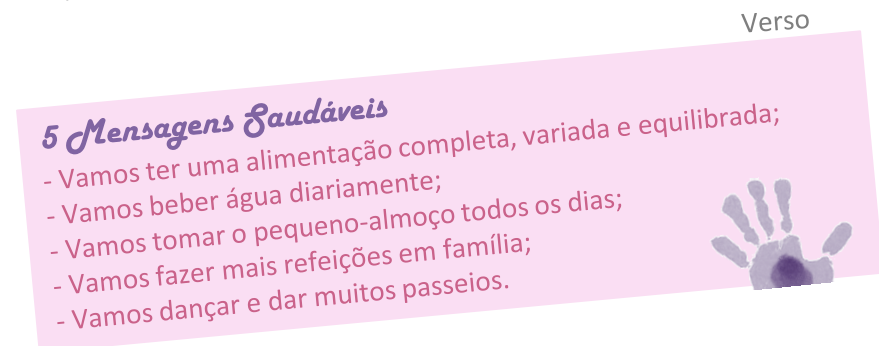 Verso
5 Mensagens Saudáveis
- Vamos ter uma alimentação completa, variada e equilibrada;
- Vamos beber água diariamente;
- Vamos tomar o pequeno-almoço todos os dias;
- Vamos fazer mais refeições em família;
- Vamos dançar e dar muitos passeios.